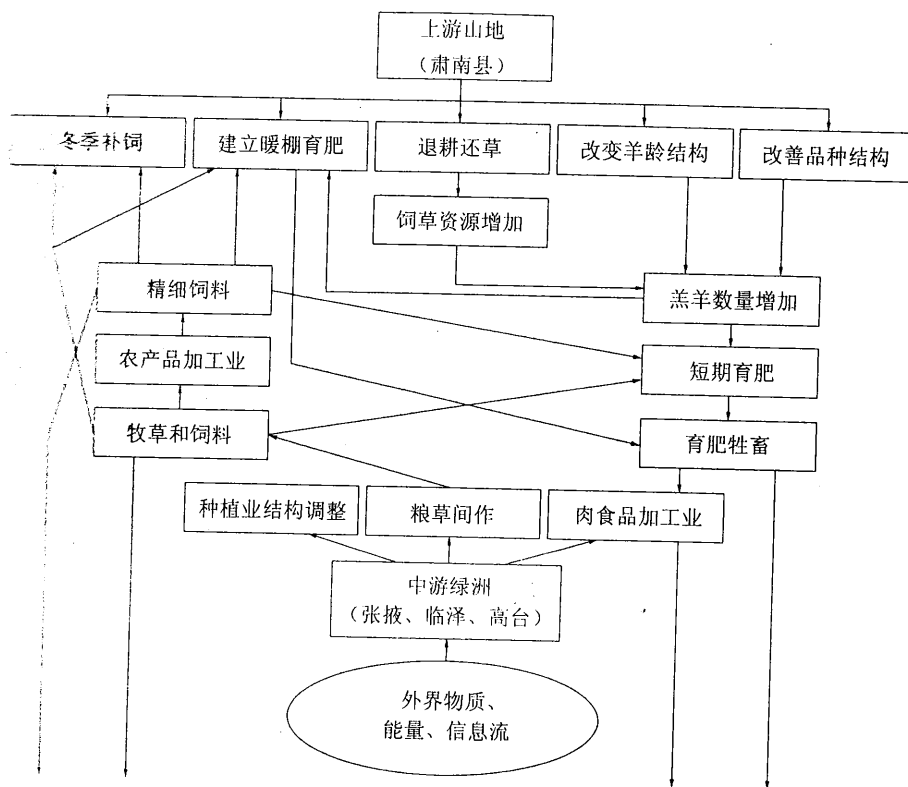 上游山地
（肃南县）
冬季补词
建立暖棚育肥
退耕还草
改变羊龄结构
改善品种结构
饲草资源增加
精细饲料
羔羊数量增加
农产品加工业
短期育肥
牧草和饲料
育肥牲畜
种植业结构调整
粮草间作
肉食品加工业
中游绿洲
（张掖、临泽、高台）
外界物质、
能量、信息流